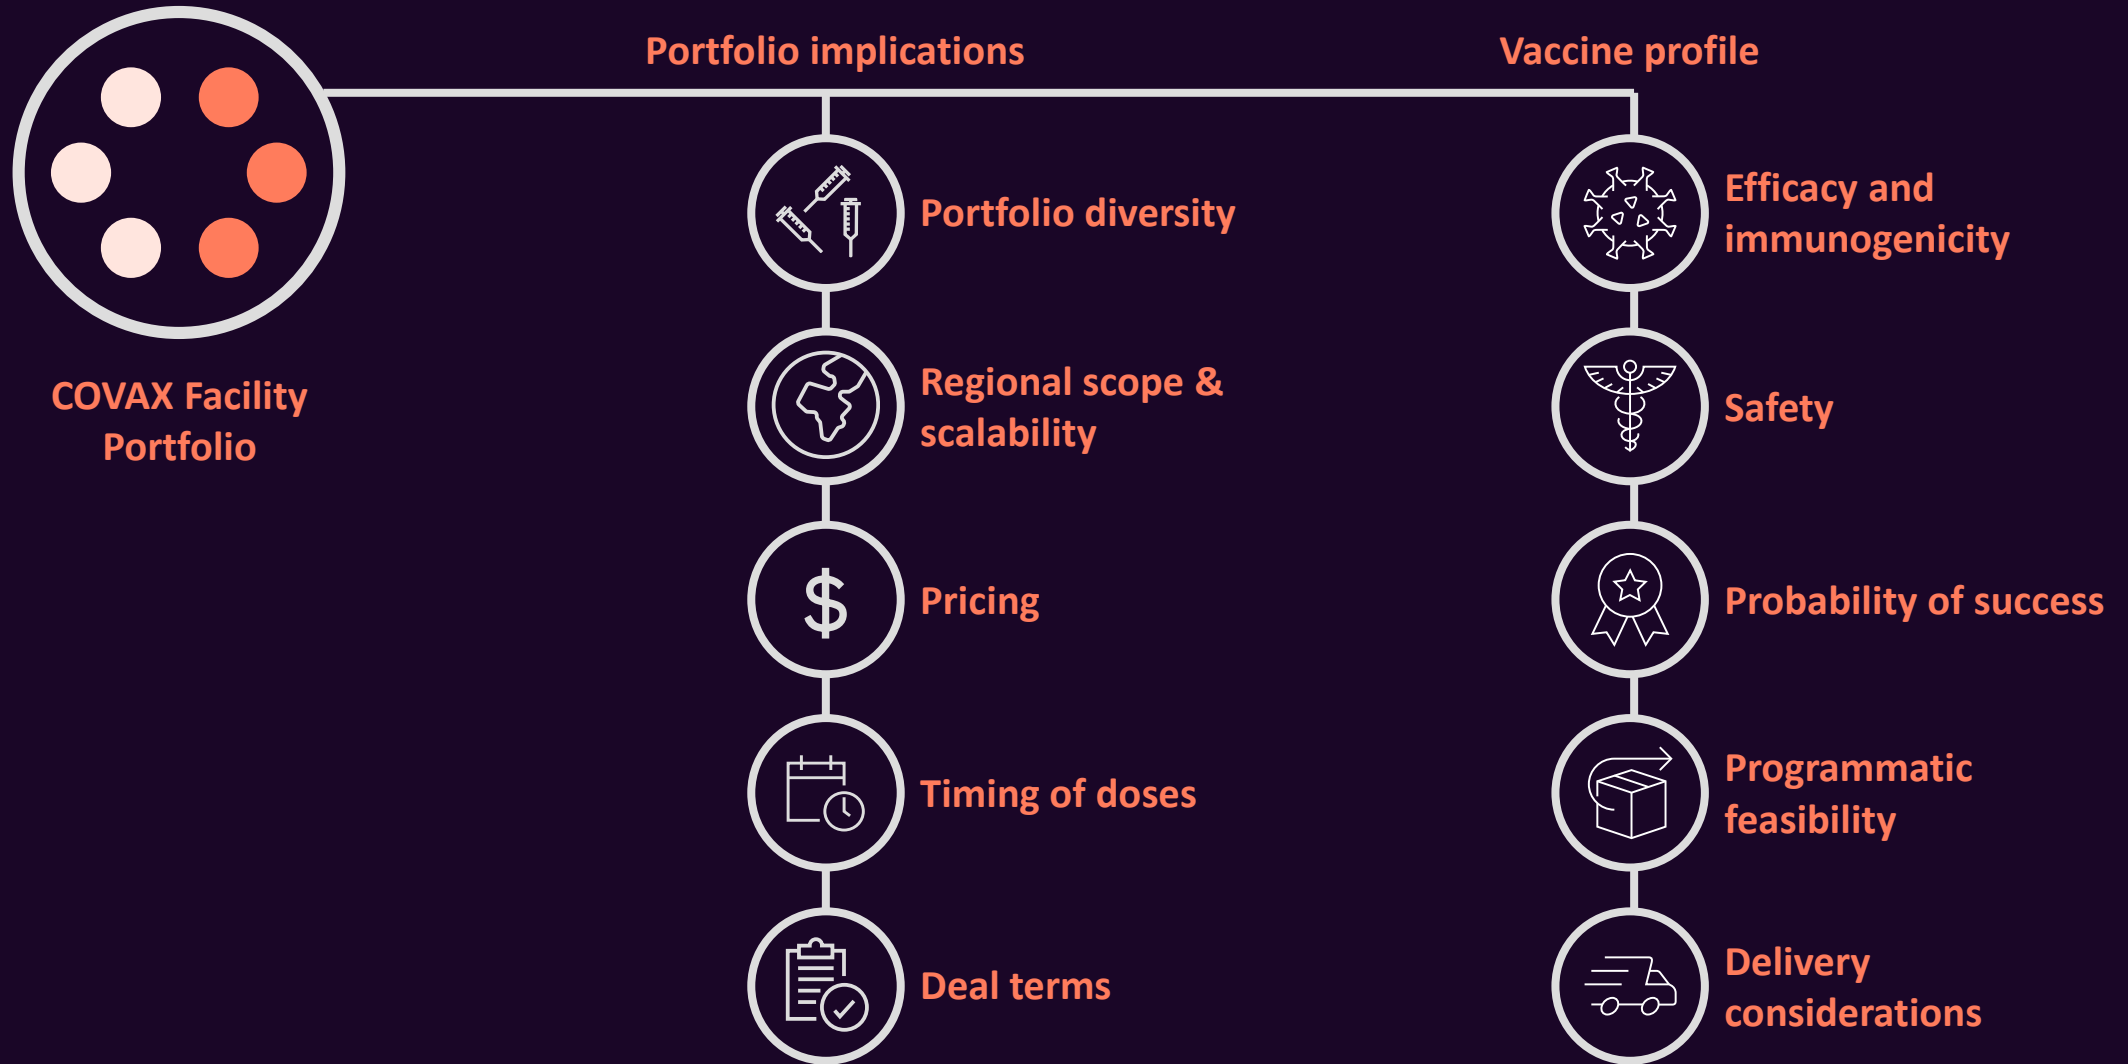 Portfolio implications
Vaccine profile
COVAX Facility
Portfolio
Portfolio diversity
Regional scope &
scalability
$
Pricing
Timing of doses
Deal terms
Efficacy and
immunogenicity
Safety
Probability of success
Programmatic
feasibility
Delivery
considerations